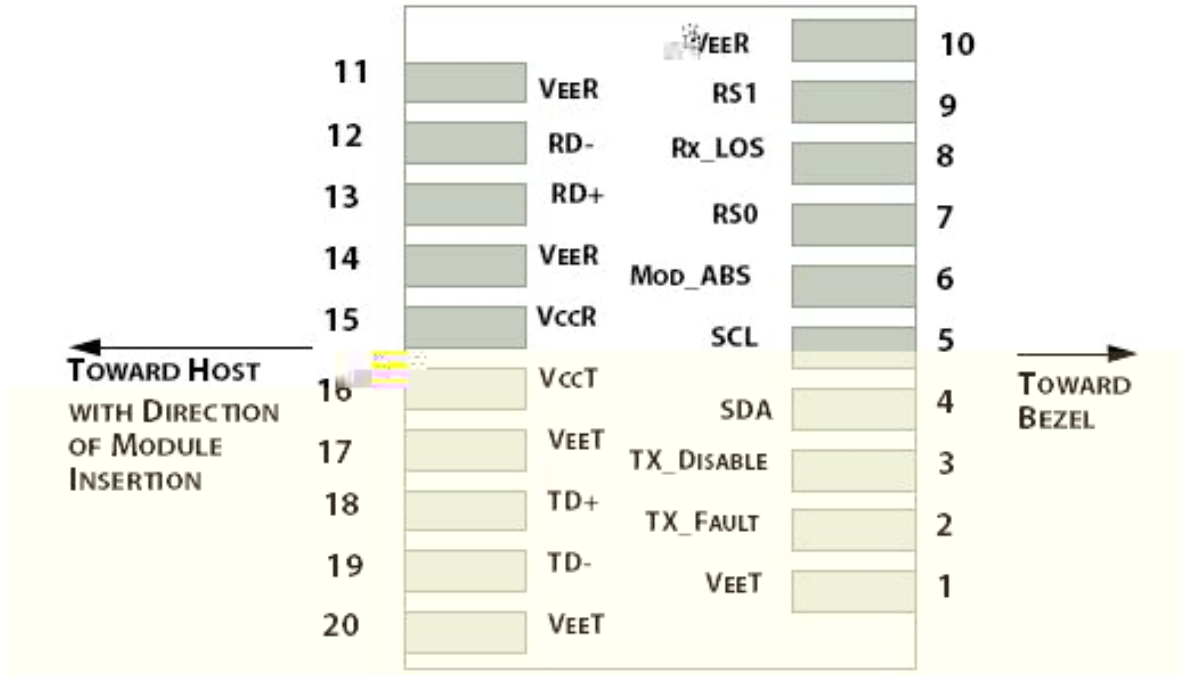 VEER 10
11 VEER
RS1 9
12 RD-
Rx_LOS 8
13 RD+
RS0 7
14 VEER
MOD_ABS 6
15 VCCR
SCL 5
TOWARD HOST
WITH DIRECTION
OF MODULE
INSERTION
16 VCCT
TOWARD
BEZEL
SDA 4
17 VEET
TX_DISABLE 3
18 TD+
TX_FAULT 2
19 TD-
VEET 1
20 VEET